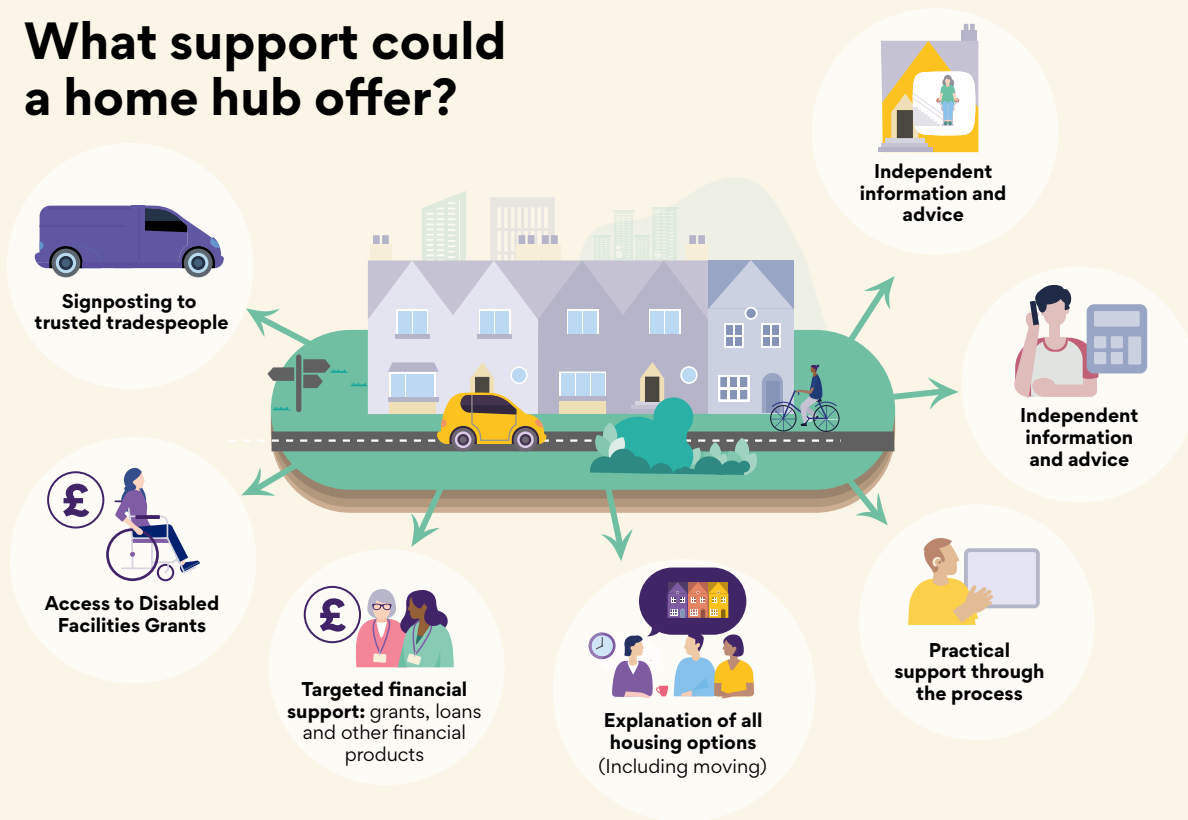 What support could
a home hub offer?
Independent
information and
advice
Signposting to
trusted tradespeople
Independent
information
and advice
£
Access to Disabled
Facilities Grants
£
Targeted financial
support: grants, loans
and other financial
products
Explanation of all
housing options
(Including moving)
Practical
support through
the process